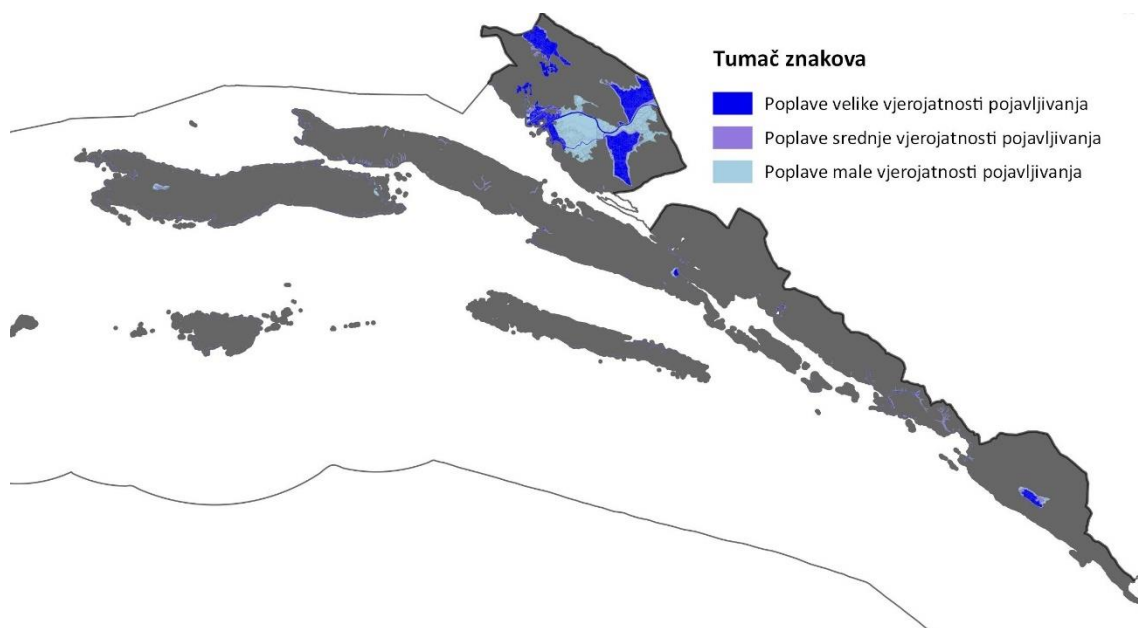 Tumač znakova
Poplave velike vjerojatnosti pojavljivanja
Poplave srednje vjerojatnosti pojavljivanja
Poplave male vjerojatnosti pojavljivanja